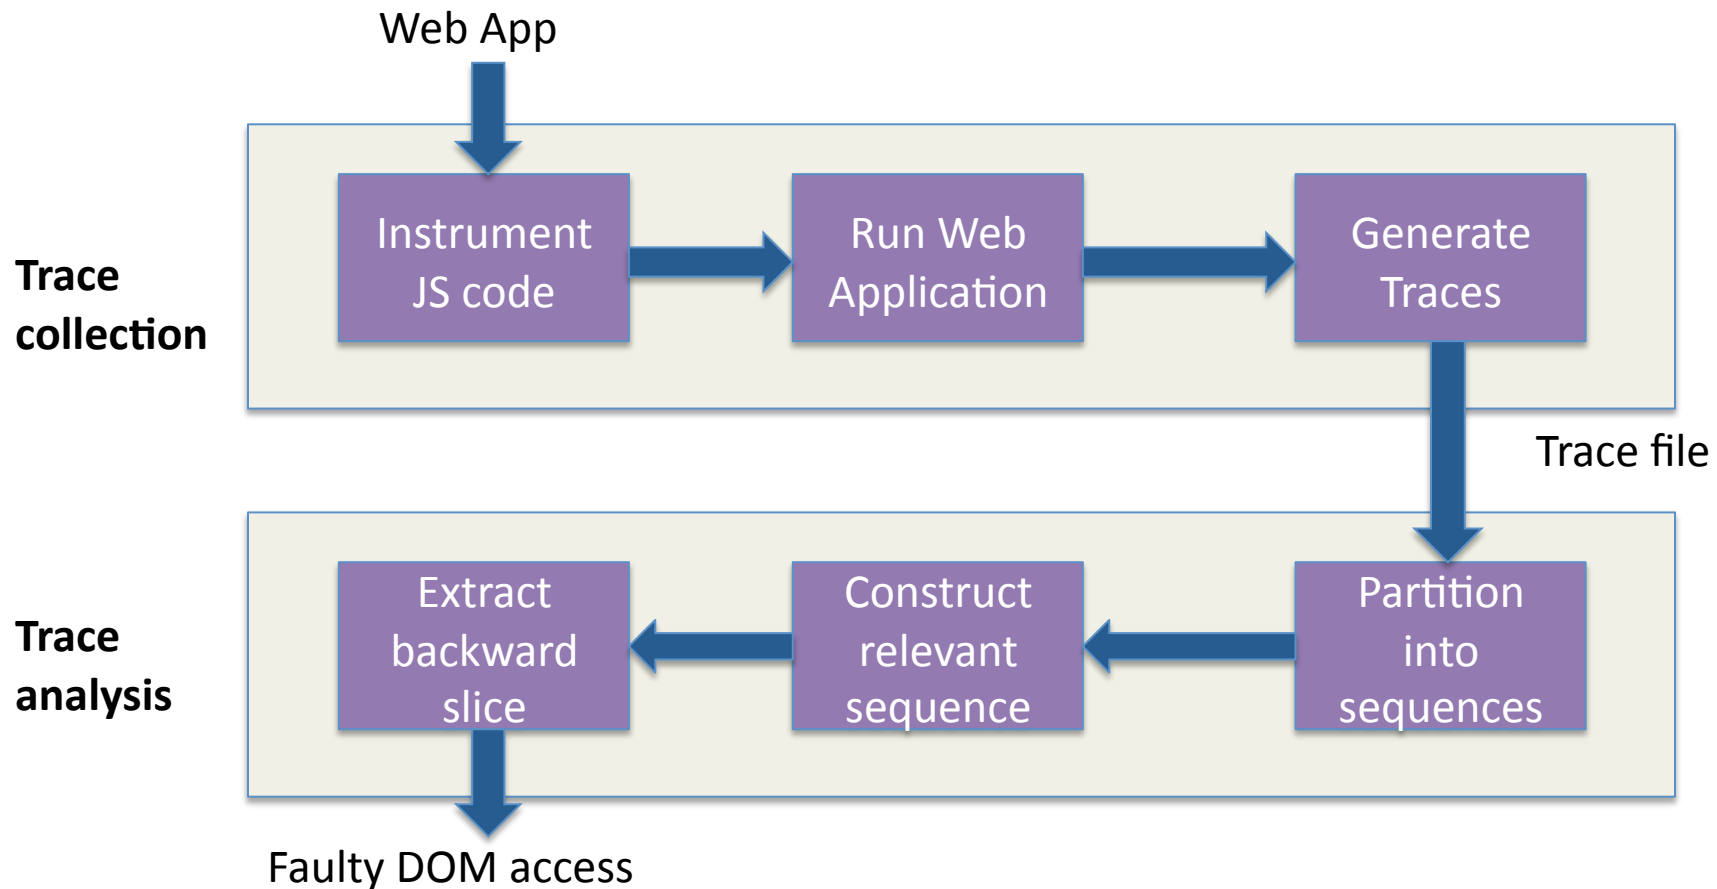 Web App
Trace
collection
Instrument
JS code
Run Web
Application
Generate
Traces
Trace file
Trace
analysis
Extract
backward
slice
Construct
relevant
sequence
Partition
into
sequences
Faulty DOM access